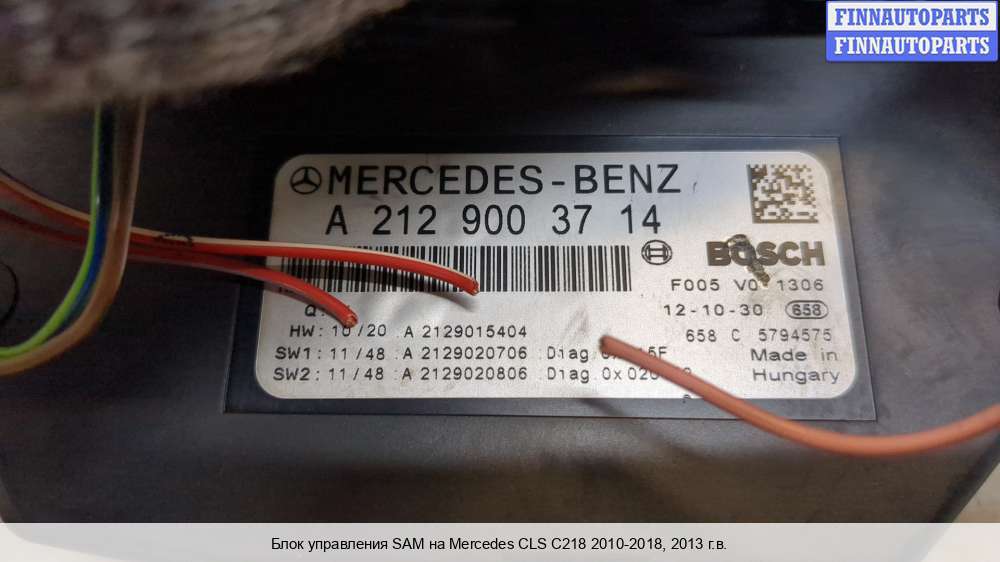 FINNAUTOPARTS
FINNAUTOPARTS
MERCEDES-BENZ
A 212 900 37 14
BOSCH
F005 1306
12-10-30 658
HW: 10/20 A 2129015404
658 C 5794575
SW1: 11/48 A 2129020706 Diag
Made in
SW2: 11/48 A 2129020806 Diag
Hungary
Блок управления SAM на Mercedes CLS C218 2010-2018, 2013 г.в.